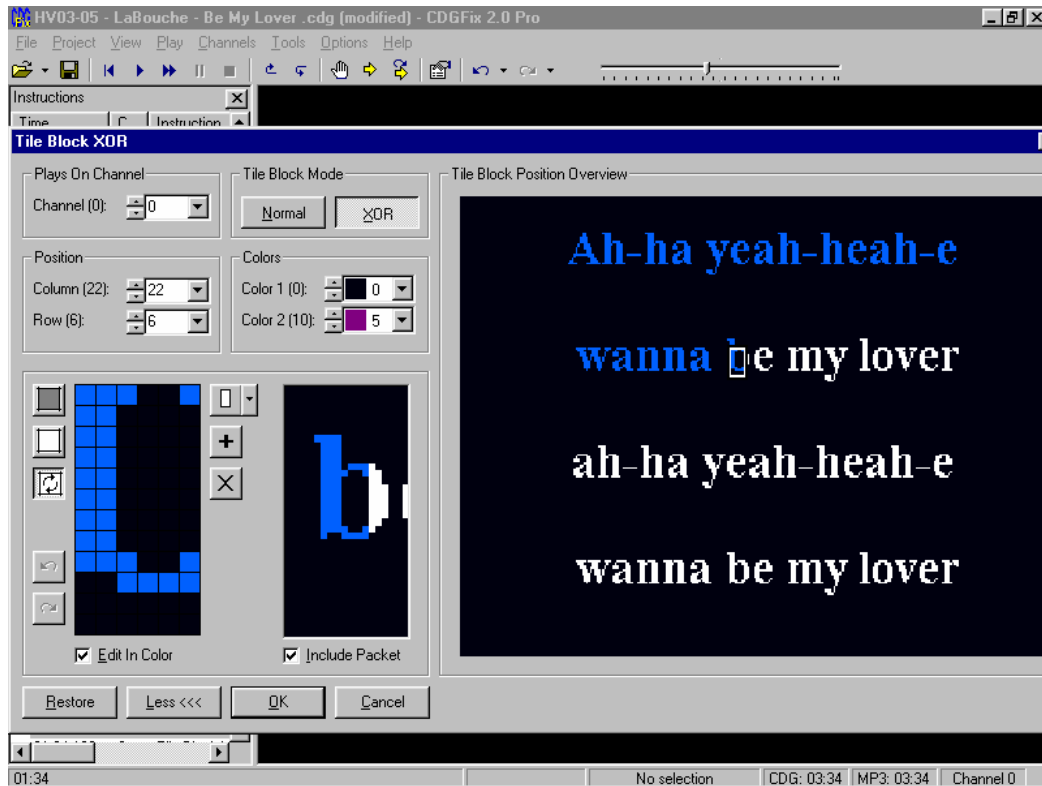 HV03-05 - LaBouche - Be My Lover .cdg (modified) - CDGFix 2.0 Pro
File Project View Play Channels Tools Options Help
Instructions
Time C... Instruction
Tile Block XOR
Plays On Channel
Channel (0): 0
Tile Block Mode
Normal XOR
Position
Column (22): 22
Row (6): 6
Colors
Color 1 (0): 0
Color 2 (10): 5
Edit In Color
b
Include Packet
Tile Block Position Overview
Ah-ha yeah-heah-e
wanna be my lover
ah-ha yeah-heah-e
wanna be my lover
Restore Less <<< OK Cancel
01:34 No selection CDG: 03:34 MP3: 03:34 Channel 0